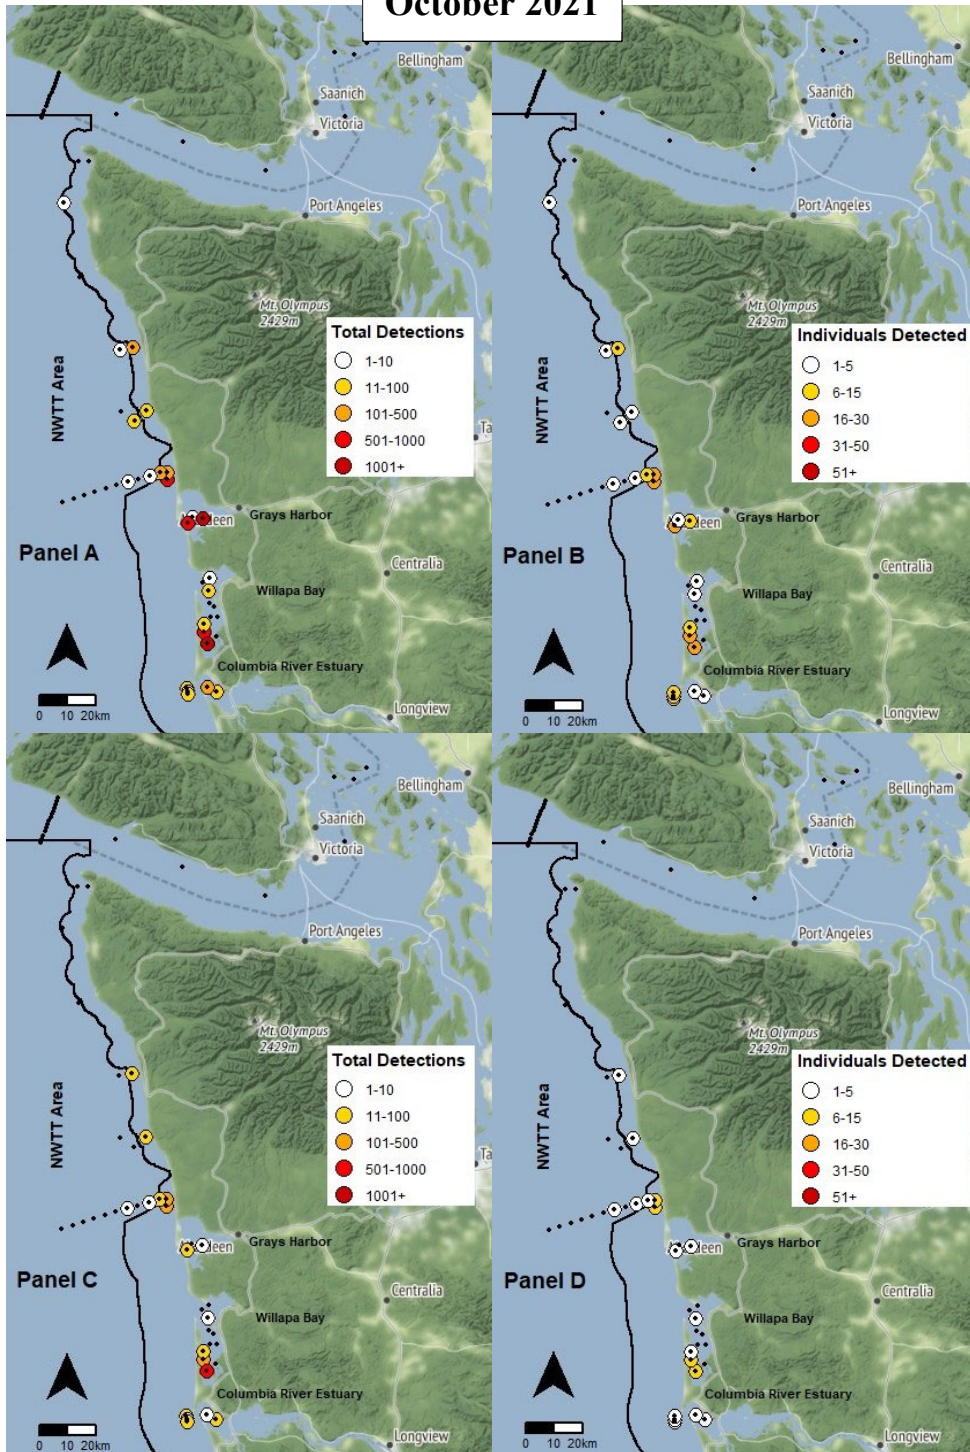 October 2021
Bellingham
Saanich
Victoria
Port Angeles
Mt. Olympus
2429m
NWTT Area
Total Detections
1-10
11-100
101-500
501-1000
1001+
Ta
Grays Harbor
Panel A
Centralia
Willapa Bay
Columbia River Estuary
Longview
0 10 20km
Bellingham
Saanich
Victoria
Port Angeles
Mt. Olympus
2429m
NWTT Area
Individuals Detected
1-5
6-15
16-30
31-50
51+
Grays Harbor
Panel B
Centralia
Willapa Bay
Columbia River Estuary
Longview
0 10 20km
Bellingham
Saanich
Victoria
Port Angeles
Mt. Olympus
2429m
NWTT Area
Total Detections
1-10
11-100
101-500
501-1000
1001+
Ta
Grays Harbor
Panel C
Centralia
Willapa Bay
Columbia River Estuary
Longview
0 10 20km
Bellingham
Saanich
Victoria
Port Angeles
Mt. Olympus
2429m
NWTT Area
Individuals Detected
1-5
6-15
16-30
31-50
51+
Grays Harbor
Panel D
Centralia
Willapa Bay
Columbia River Estuary
Longview
0 10 20km